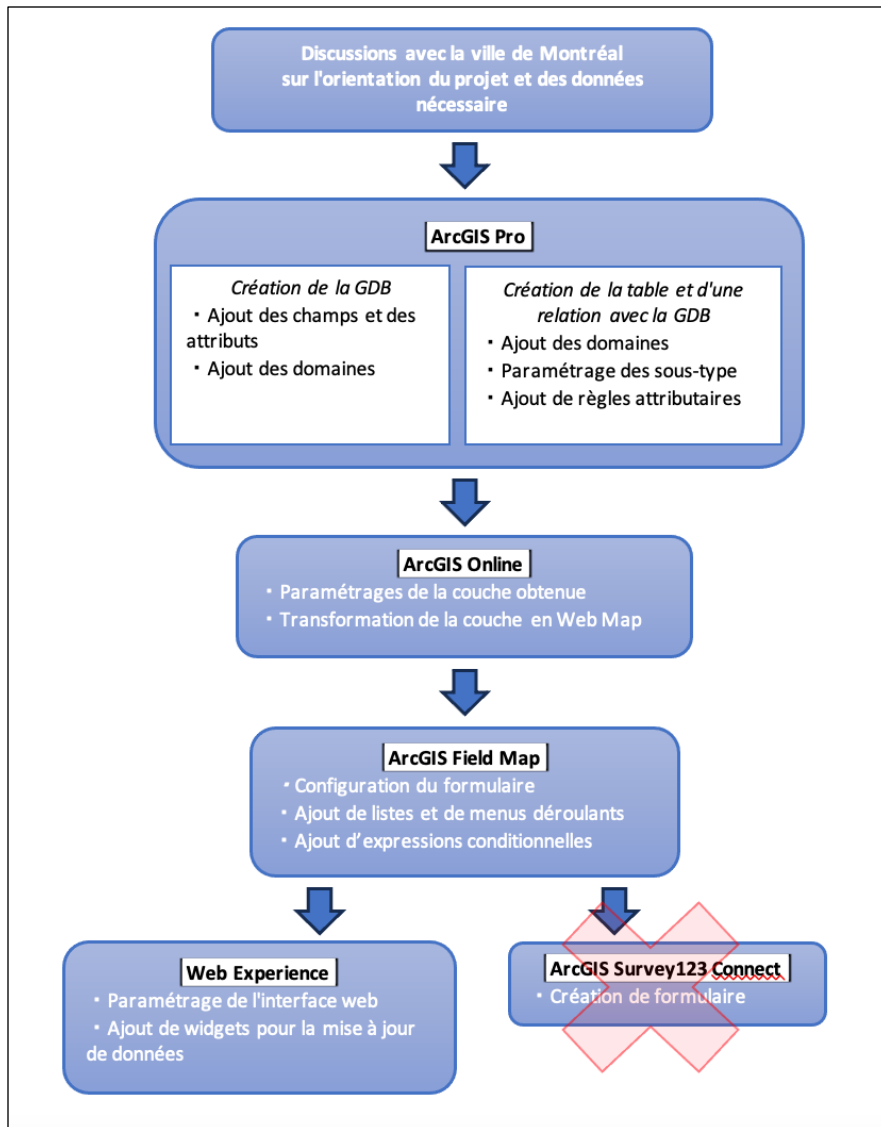 Discussions avec la ville de Montréal
sur l'orientation du projet et des données
nécessaire
ArcGIS Pro
Création de la GDB
· Ajout des champs et des
attributs
· Ajout des domaines
Création de la table et d'une
relation avec la GDB
· Ajout des domaines
· Paramétrage des sous-type
· Ajout de règles attributaires
ArcGIS Online
· Paramétrages de la couche obtenue
· Transformation de la couche en Web Map
ArcGIS Field Map
· Configuration du formulaire
· Ajout de listes et de menus déroulants
· Ajout d’expressions conditionnelles
Web Experience
· Paramétrage de l'interface web
· Ajout de widgets pour la mise à jour
de données
ArcGIS Survey123 Connect
· Création de formulaire